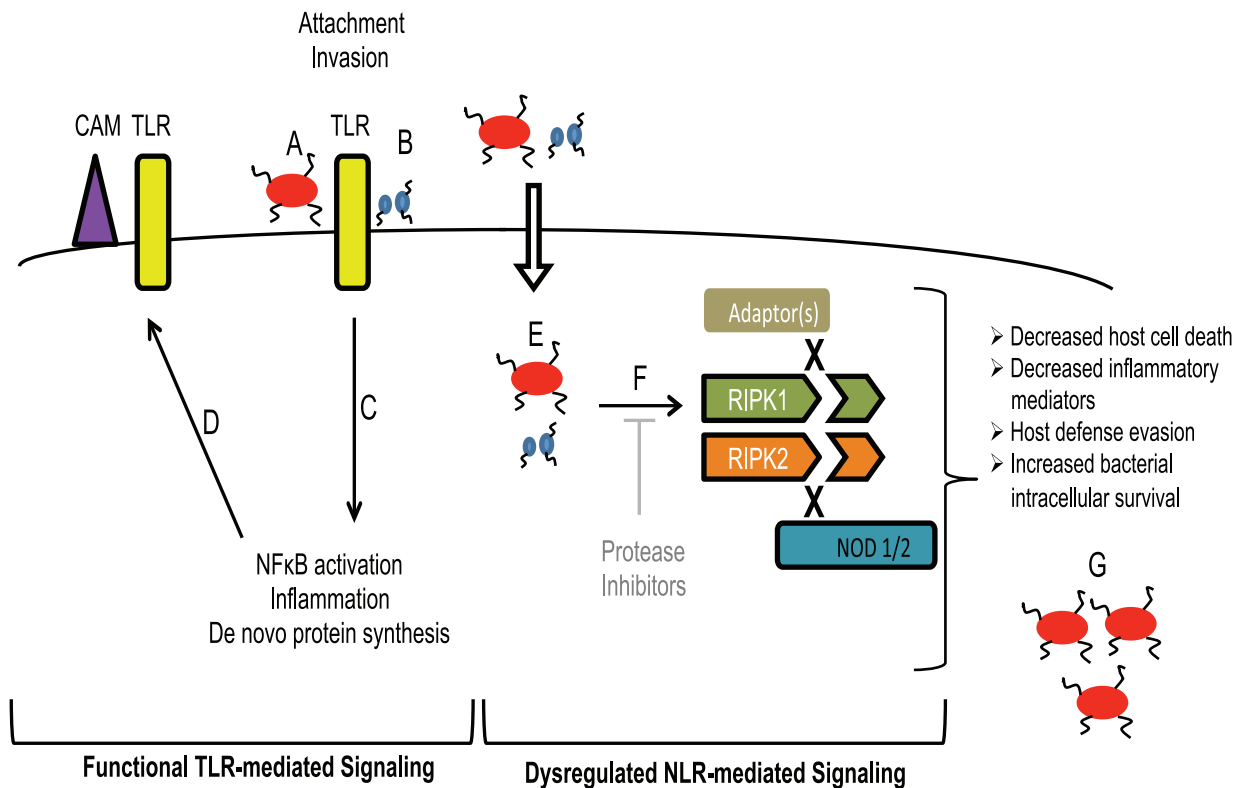 Attachment
Invasion
CAM TLR
A
TLR
B
E
F
D
C
Adaptor(s)
RIPK1
RIPK2
X
X
NOD 1/2
Protease
Inhibitors
NFκB activation
Inflammation
De novo protein synthesis
➢ Decreased host cell death
➢ Decreased inflammatory
mediators
➢ Host defense evasion
➢ Increased bacterial
intracellular survival
G
Functional TLR-mediated Signaling
Dysregulated NLR-mediated Signaling